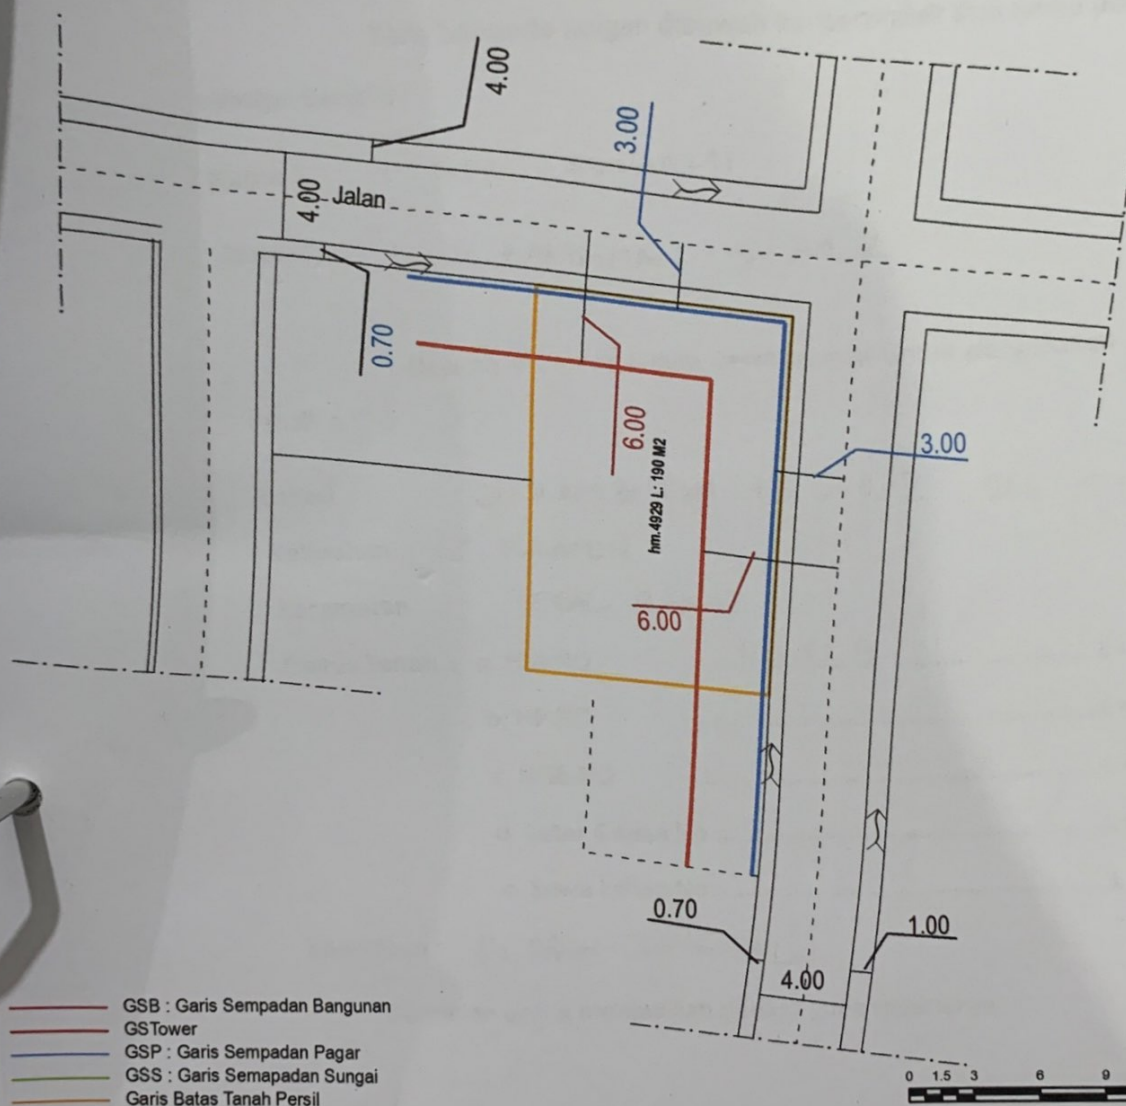 4.00
3.00
4.00
Jalan
0.70
6.00
hm.4929 L: 190 M2
3.00
6.00
0.70
1.00
4.00
GSB : Garis Sempadan Bangunan
GSTower
GSP : Garis Sempadan Pagar
GSS : Garis Semapadan Sungai
Garis Batas Tanah Persil
0 1.5 3 6 9